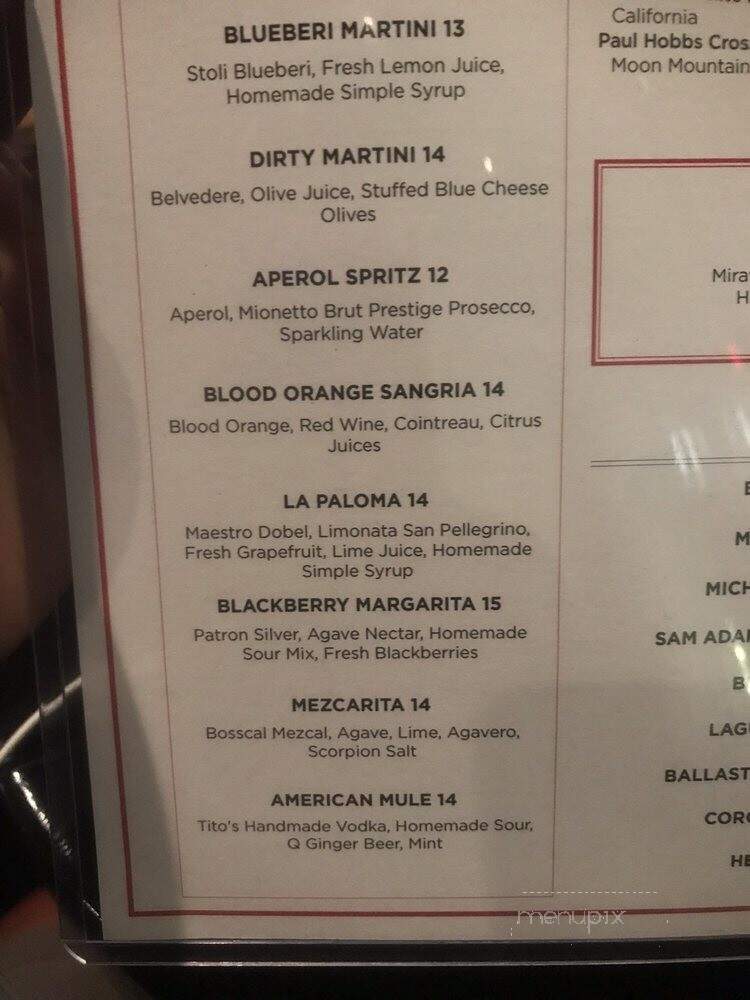 BLUEBERI MARTINI 13
Stoli Blueberi, Fresh Lemon Juice,
Homemade Simple Syrup
DIRTY MARTINI 14
Belvedere, Olive Juice, Stuffed Blue Cheese
Olives
APEROL SPRITZ 12
Aperol, Mionetto Brut Prestige Prosecco,
Sparkling Water
BLOOD ORANGE SANGRIA 14
Blood Orange, Red Wine, Cointreau, Citrus
Juices
LA PALOMA 14
Maestro Dobel, Limonata San Pellegrino,
Fresh Grapefruit, Lime Juice, Homemade
Simple Syrup
BLACKBERRY MARGARITA 15
Patron Silver, Agave Nectar, Homemade
Sour Mix, Fresh Blackberries
MEZCARITA 14
Bosscal Mezcal, Agave, Lime, Agavero,
Scorpion Salt
AMERICAN MULE 14
Tito's Handmade Vodka, Homemade Sour,
Q Ginger Beer, Mint
California
Paul Hobbs Cros
Moon Mountain
Mira
H
M
MICH
SAM ADA
B
LAG
BALLAST
COR
HE
menupix